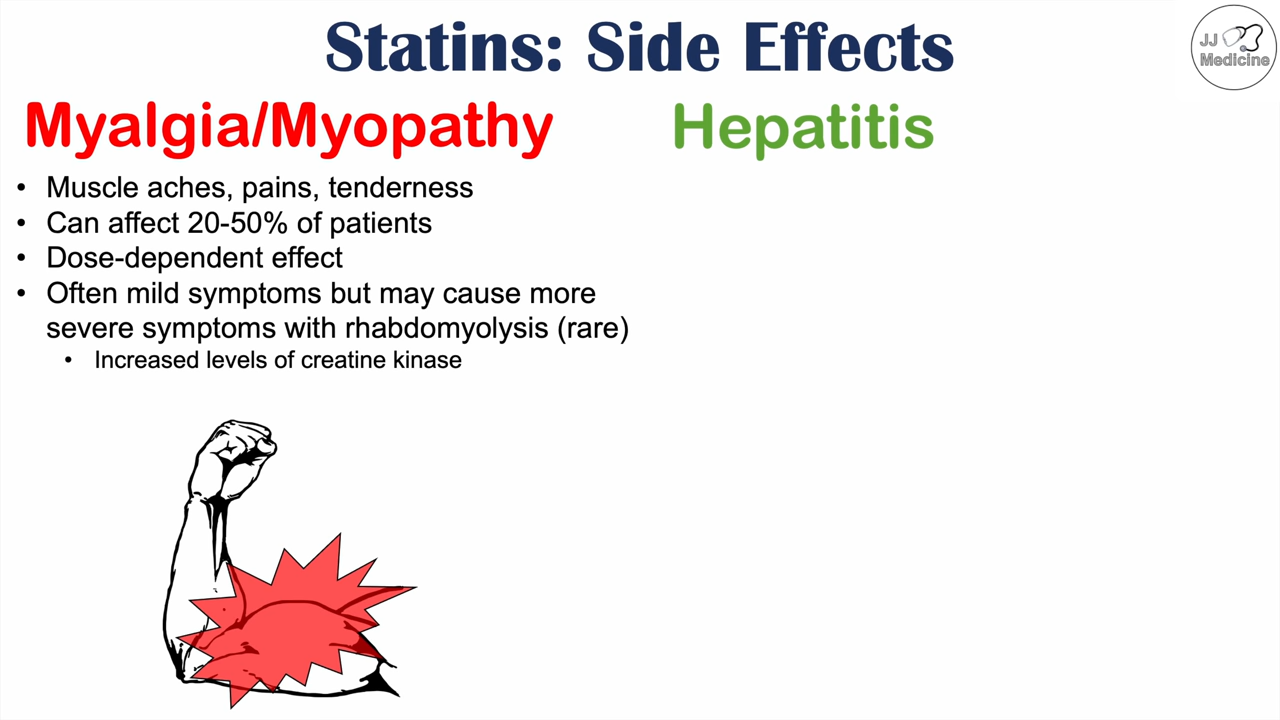 Statins: Side Effects
JJ
Medicine
Myalgia/Myopathy
Hepatitis
• Muscle aches, pains, tenderness
• Can affect 20-50% of patients
• Dose-dependent effect
• Often mild symptoms but may cause more
severe symptoms with rhabdomyolysis (rare)
• Increased levels of creatine kinase